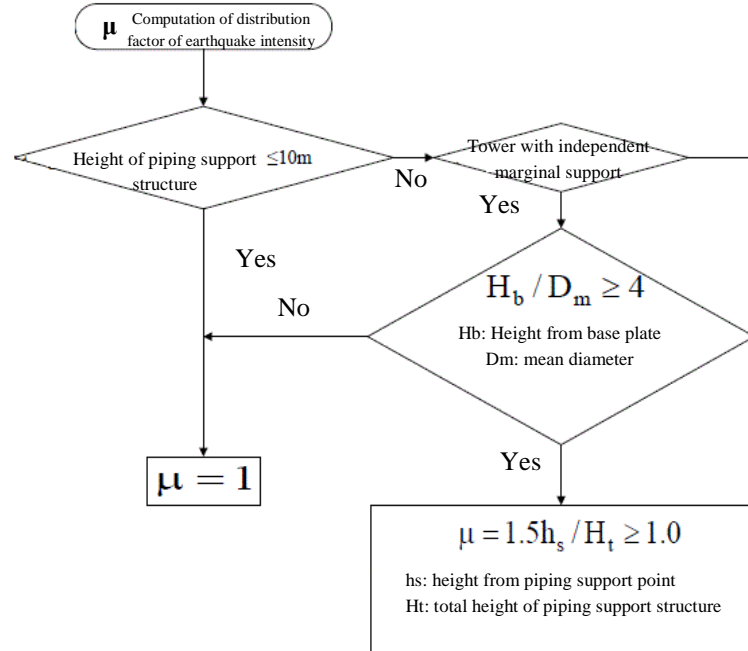 μ Computation of distribution
factor of earthquake intensity
Height of piping support ≤10m
structure
No
Tower with independent
marginal support
Yes
Yes
H_b / D_m ≥ 4
No
Hb: Height from base plate
Dm: mean diameter
Yes
μ = 1
μ = 1.5h_s / H_t ≥ 1.0
hs: height from piping support point
Ht: total height of piping support structure